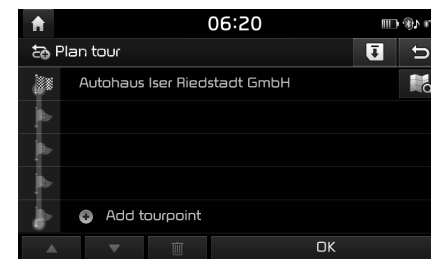 06:20
Plan tour
Autohaus Iser Riedstadt GmbH
Add tourpoint
OK